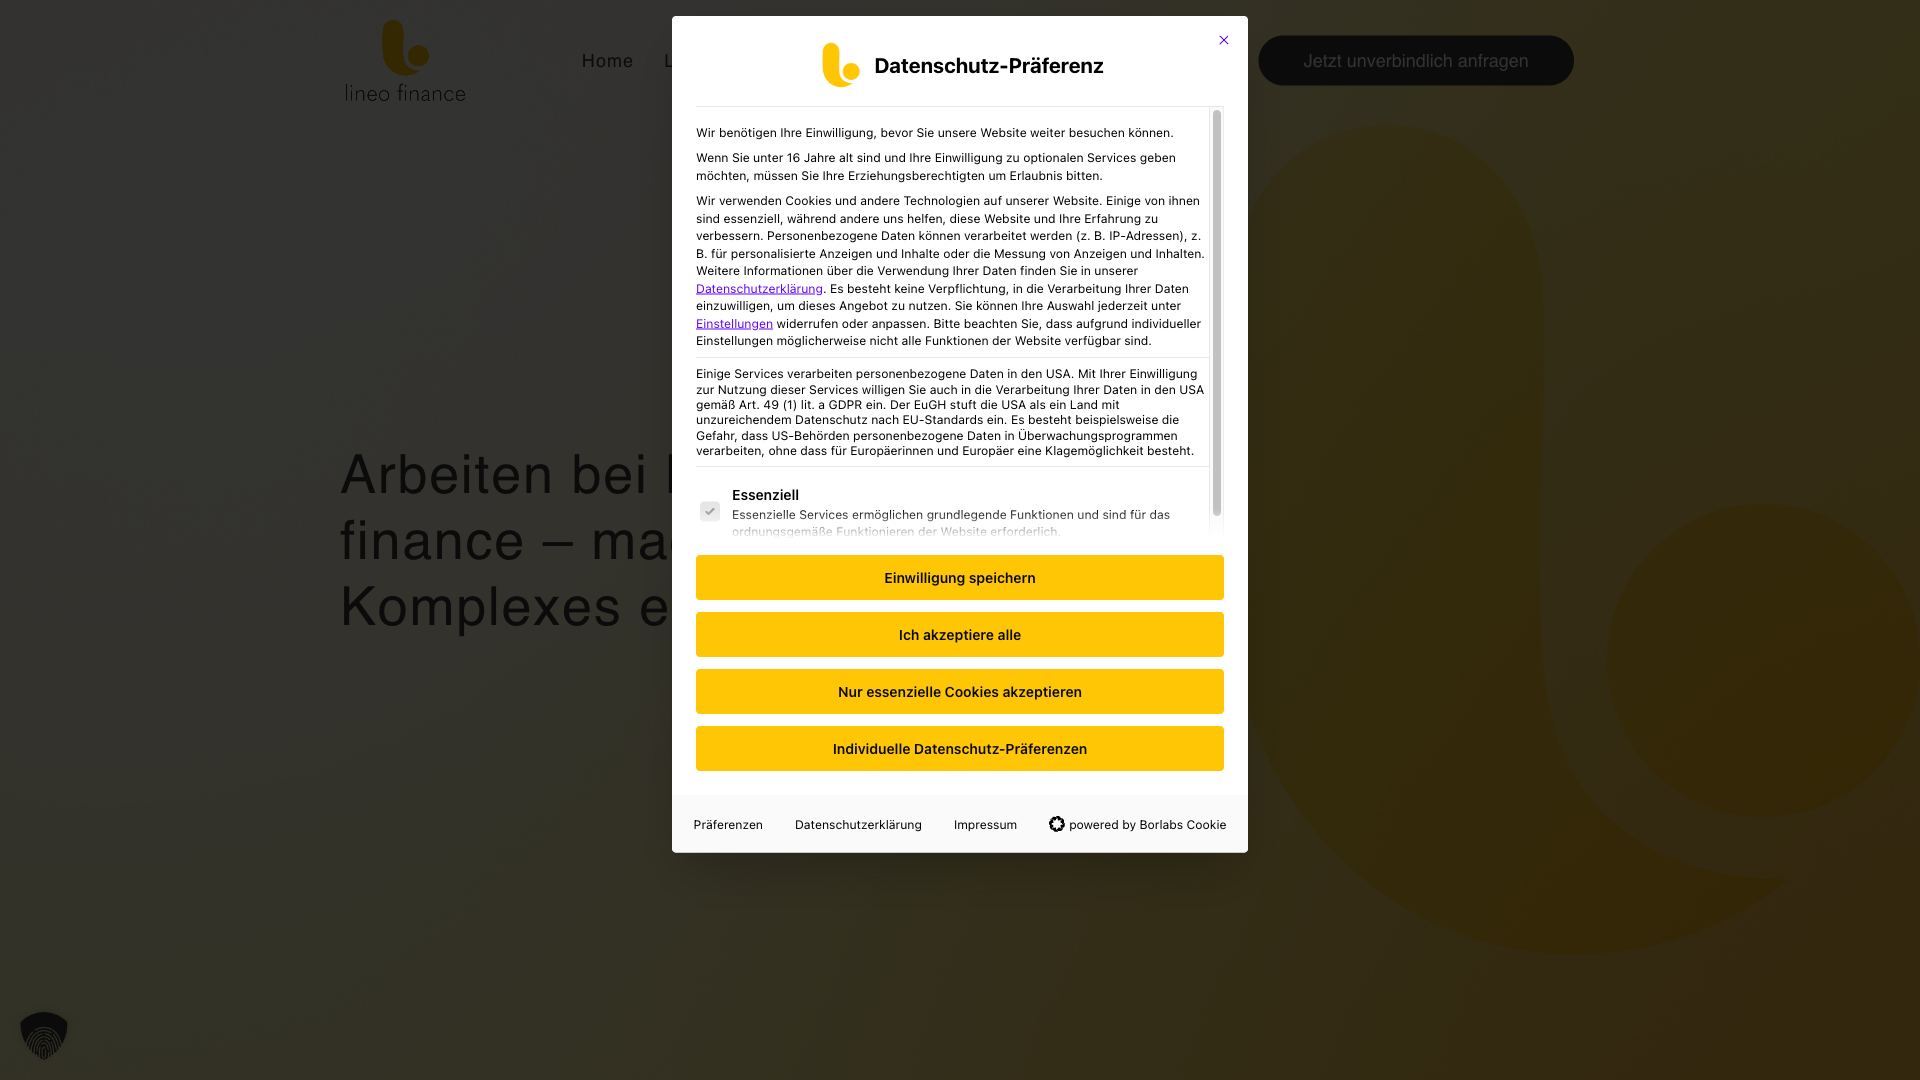 lineo finance
Home
Jetzt unverbindlich anfragen
Arbeiten bei
finance – ma
Komplexes e
Datenschutz-Präferenz
Wir benötigen Ihre Einwilligung, bevor Sie unsere Website weiter besuchen können.
Wenn Sie unter 16 Jahre alt sind und Ihre Einwilligung zu optionalen Services geben
möchten, müssen Sie Ihre Erziehungsberechtigten um Erlaubnis bitten.
Wir verwenden Cookies und andere Technologien auf unserer Website. Einige von ihnen
sind essenziell, während andere uns helfen, diese Website und Ihre Erfahrung zu
verbessern. Personenbezogene Daten können verarbeitet werden (z. B. IP-Adressen), z.
B. für personalisierte Anzeigen und Inhalte oder die Messung von Anzeigen und Inhalten.
Weitere Informationen über die Verwendung Ihrer Daten finden Sie in unserer
Datenschutzerklärung. Es besteht keine Verpflichtung, in die Verarbeitung Ihrer Daten
einzuwilligen, um dieses Angebot zu nutzen. Sie können Ihre Auswahl jederzeit unter
Einstellungen widerrufen oder anpassen. Bitte beachten Sie, dass aufgrund individueller
Einstellungen möglicherweise nicht alle Funktionen der Website verfügbar sind.
Einige Services verarbeiten personenbezogene Daten in den USA. Mit Ihrer Einwilligung
zur Nutzung dieser Services willigen Sie auch in die Verarbeitung Ihrer Daten in den USA
gemäß Art. 49 (1) lit. a GDPR ein. Der EuGH stuft die USA als ein Land mit
unzureichendem Datenschutz nach EU-Standards ein. Es besteht beispielsweise die
Gefahr, dass US-Behörden personenbezogene Daten in Überwachungsprogrammen
verarbeiten, ohne dass für Europäerinnen und Europäer eine Klagemöglichkeit besteht.
Essenziell
Essenzielle Services ermöglichen grundlegende Funktionen und sind für das
ordnungsgemäße Funktionieren der Website erforderlich.
Einwilligung speichern
Ich akzeptiere alle
Nur essenzielle Cookies akzeptieren
Individuelle Datenschutz-Präferenzen
Präferenzen
Datenschutzerklärung
Impressum
powered by Borlabs Cookie